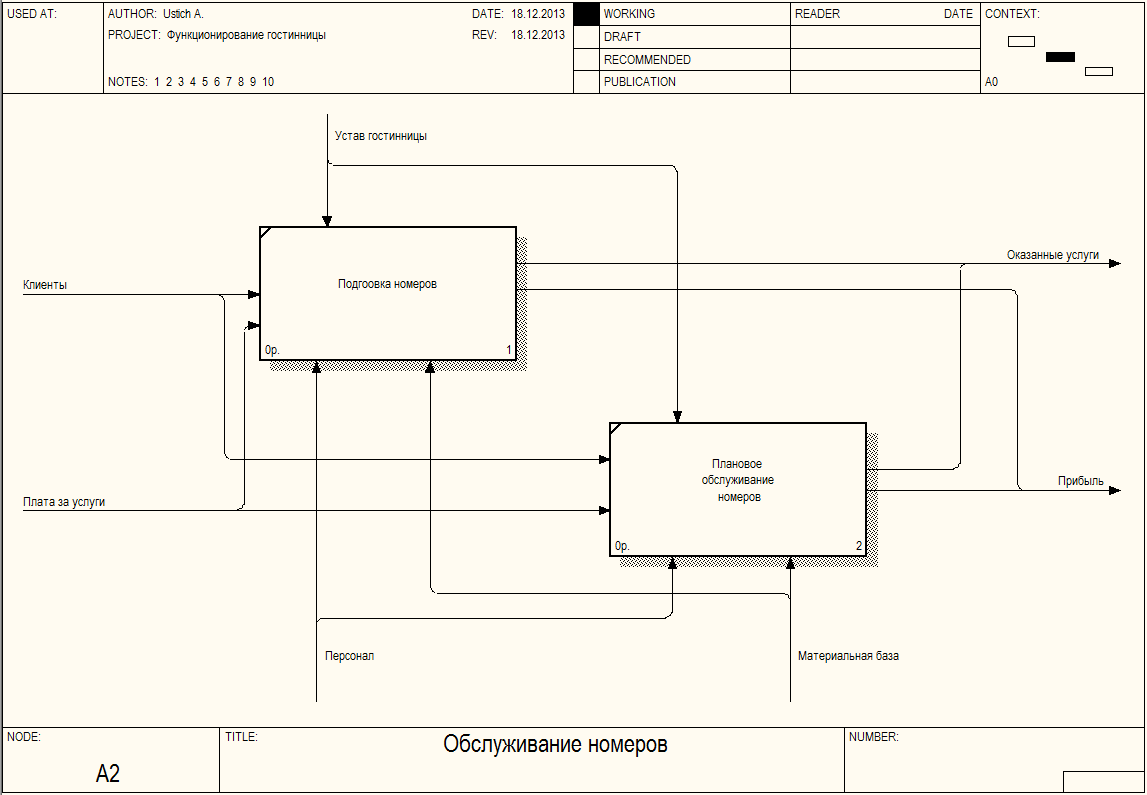 USED AT:
AUTHOR: Ustich A.
DATE: 18.12.2013
PROJECT: Функционирование гостинницы
REV: 18.12.2013
NOTES: 1 2 3 4 5 6 7 8 9 10
WORKING
DRAFT
RECOMMENDED
PUBLICATION
READER
DATE
CONTEXT:
A0
Устав гостинницы
Клиенты
Подгоовка номеров
0р.
1
Оказанные услуги
Плата за услуги
Плановое
обслуживание
номеров
0р.
2
Прибыль
Персонал
Материальная база
NODE:
A2
TITLE:
Обслуживание номеров
NUMBER: